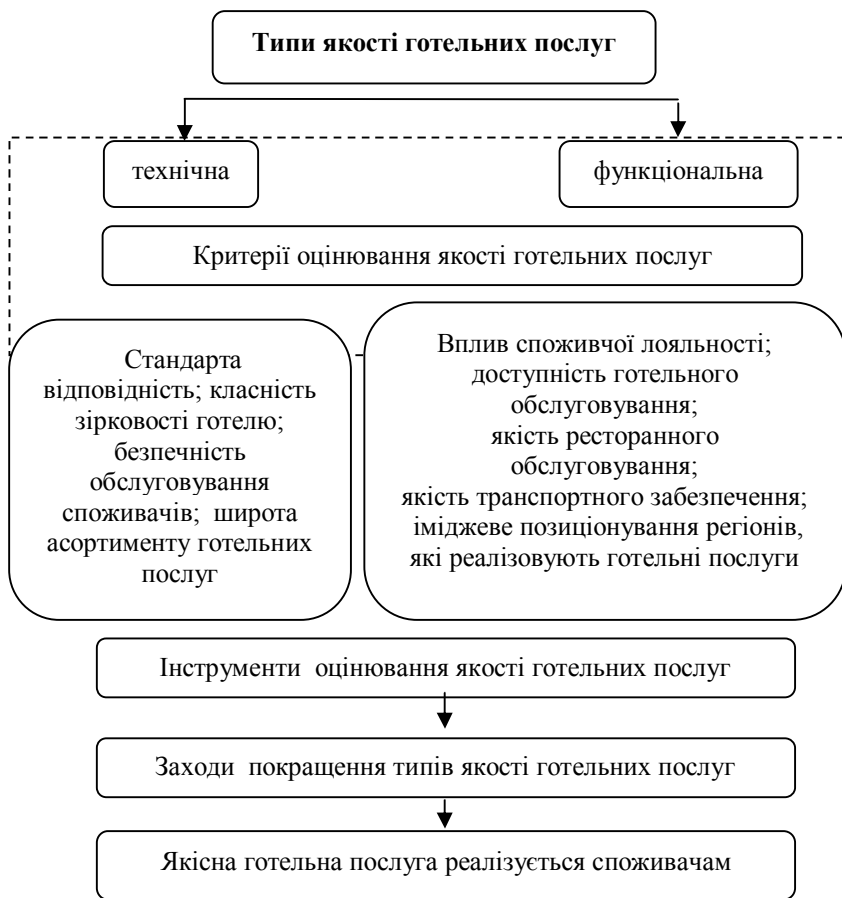 Типи якості готельних послуг
технічна
функціональна
Критерії оцінювання якості готельних послуг
Стандарта
відповідність; класність
зірковості готелю;
безпечність
обслуговування
споживачів; широта
асортименту готельних
послуг
Вплив споживчої лояльності;
доступність готельного
обслуговування;
якість ресторанного
обслуговування;
якість транспортного забезпечення;
іміджеве позиціонування регіонів,
які реалізовують готельні послуги
Інструменти оцінювання якості готельних послуг
Заходи покращення типів якості готельних послуг
Якісна готельна послуга реалізується споживачам